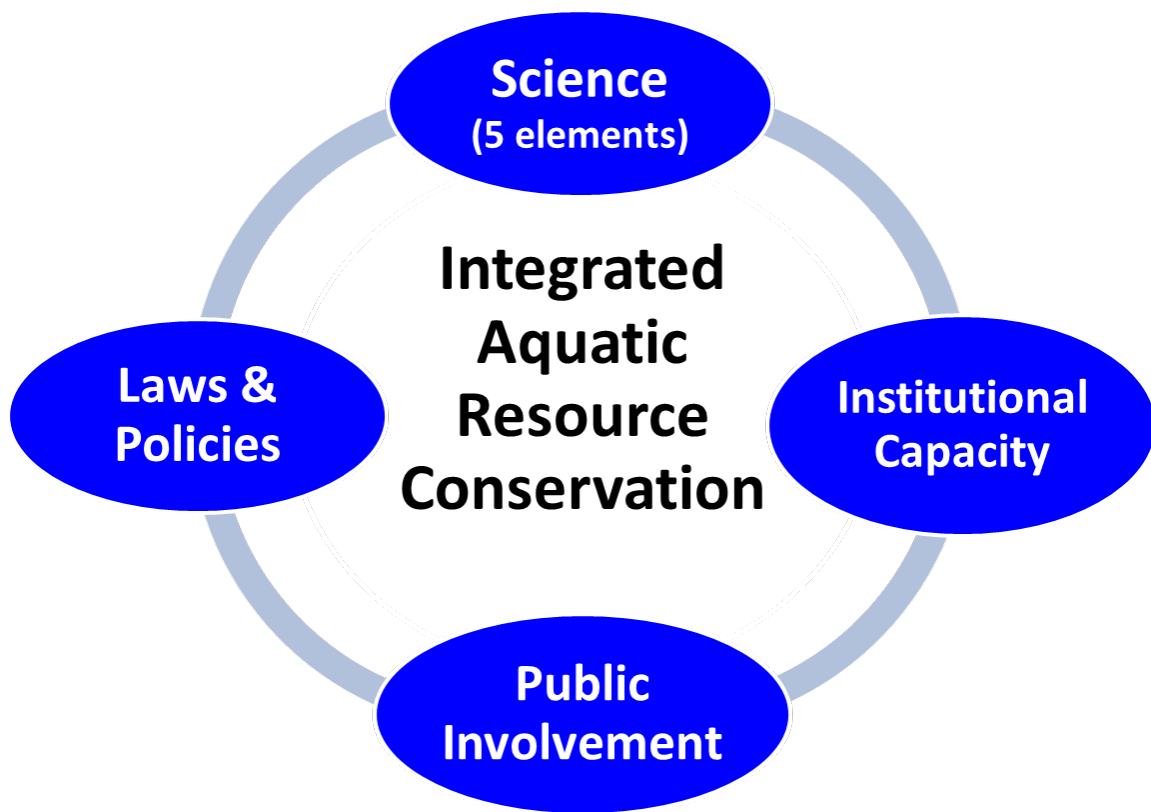 Science
(5 elements)
Integrated
Aquatic
Resource
Conservation
Laws &
Policies
Institutional
Capacity
Public
Involvement